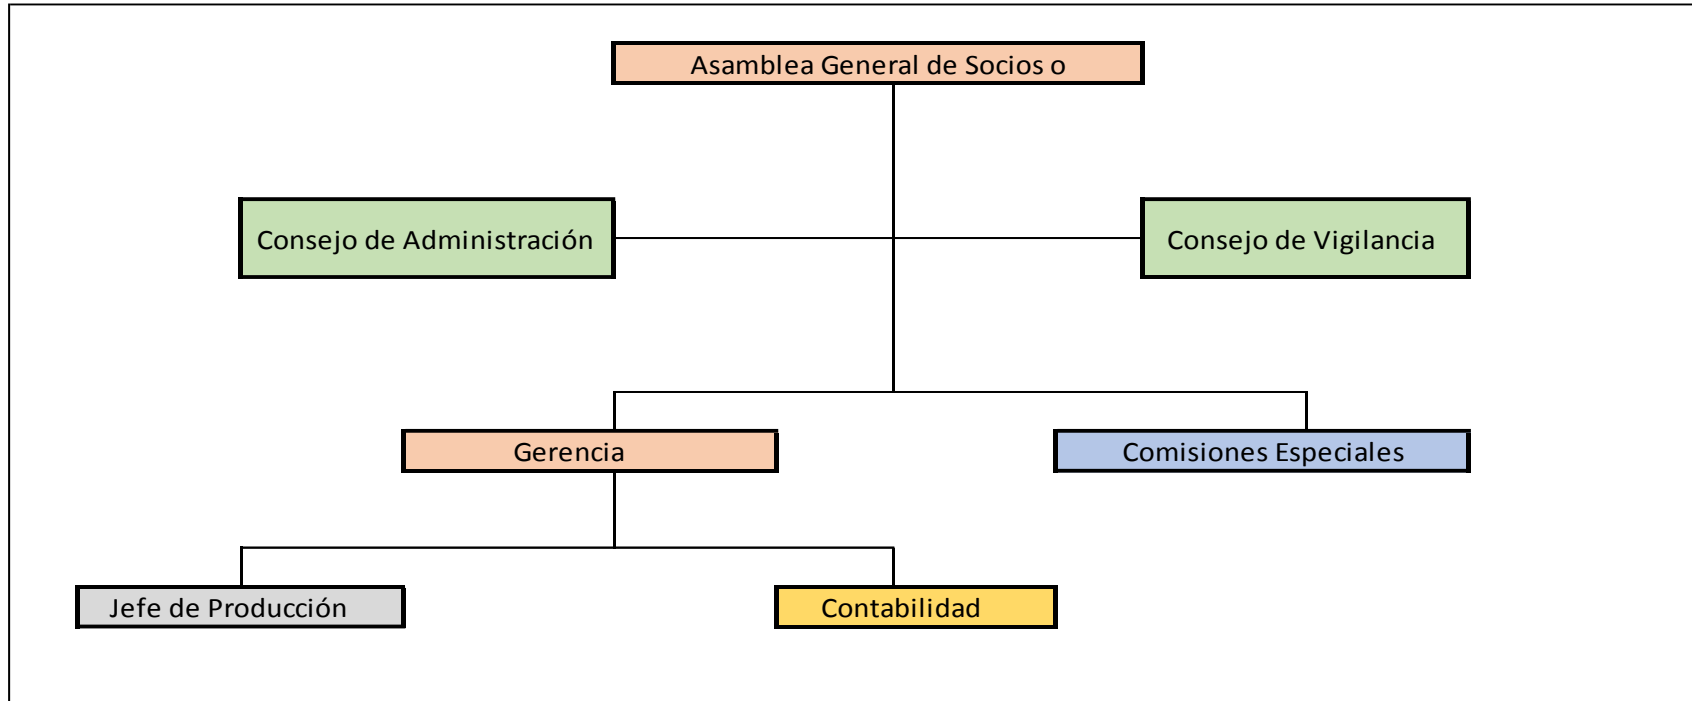 Asamblea General de Socios o
Consejo de Administración
Consejo de Vigilancia
Gerencia
Comisiones Especiales
Jefe de Producción
Contabilidad